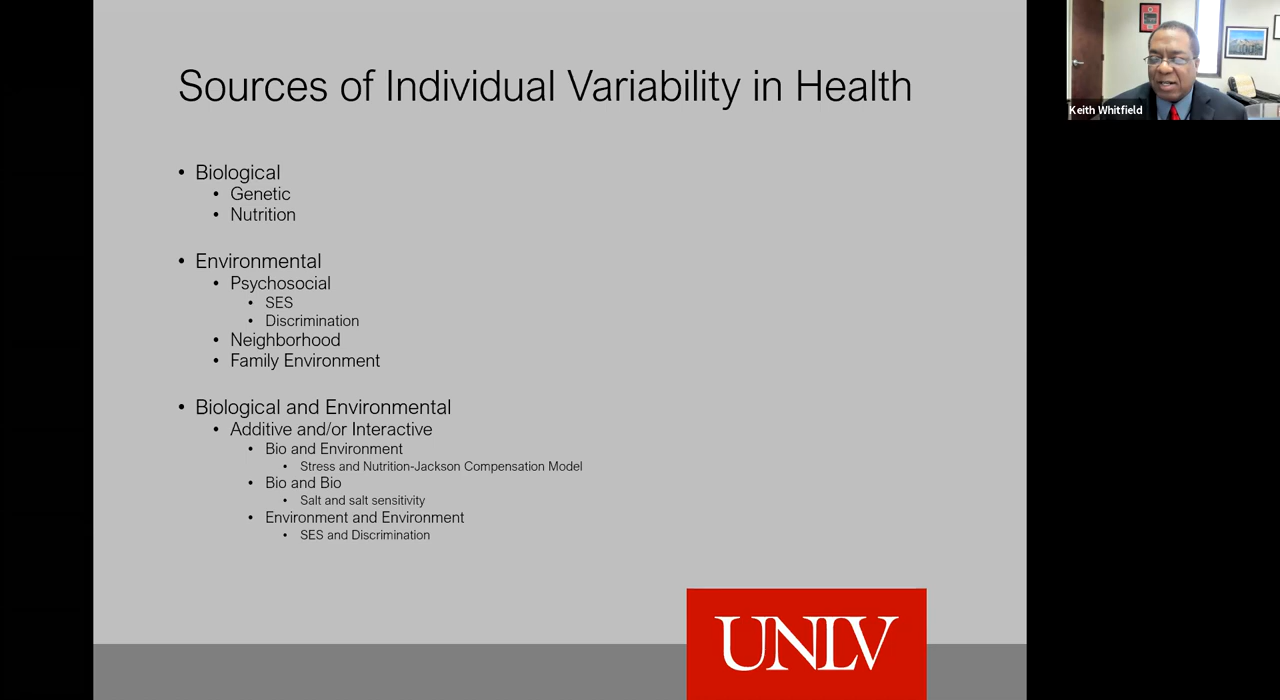 Sources of Individual Variability in Health
Keith Whitfield
• Biological
• Genetic
• Nutrition
• Environmental
• Psychosocial
• SES
• Discrimination
• Neighborhood
• Family Environment
• Biological and Environmental
• Additive and/or Interactive
• Bio and Environment
• Stress and Nutrition-Jackson Compensation Model
• Bio and Bio
• Salt and salt sensitivity
• Environment and Environment
• SES and Discrimination
UNLV